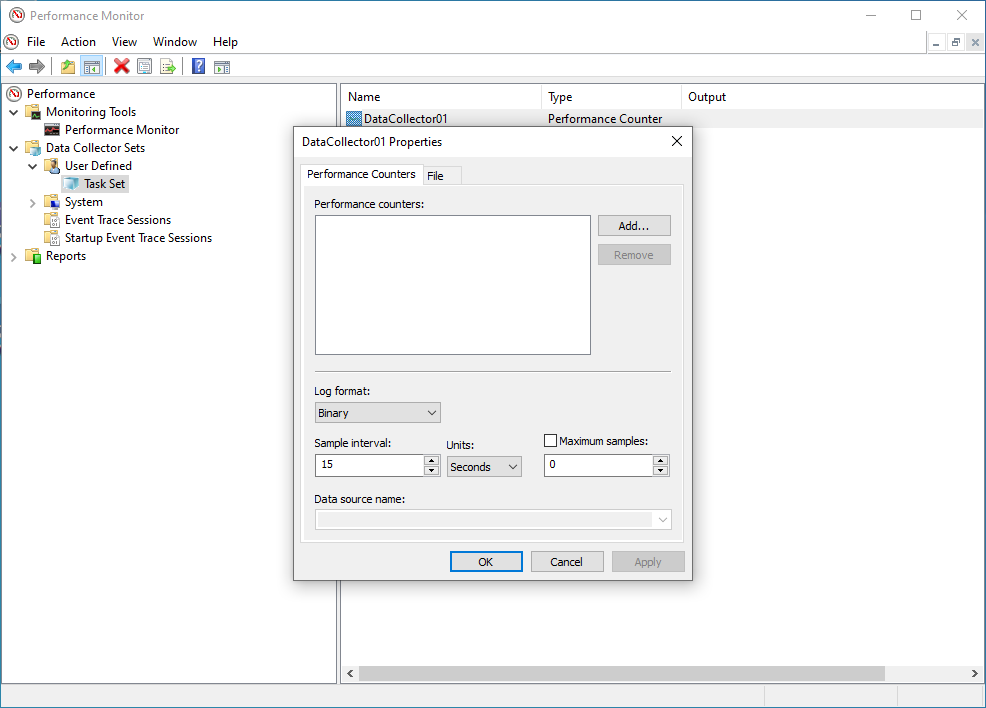 Performance Monitor
File Action View Window Help
Performance
Monitoring Tools
Performance Monitor
Data Collector Sets
User Defined
Task Set
System
Event Trace Sessions
Startup Event Trace Sessions
Reports
Name Type Output
DataCollector01 Performance Counter
DataCollector01 Properties
Performance Counters File
Performance counters:
Add...
Remove
Log format:
Binary
Sample interval: Units: Maximum samples:
15 Seconds 0
Data source name:
OK Cancel Apply